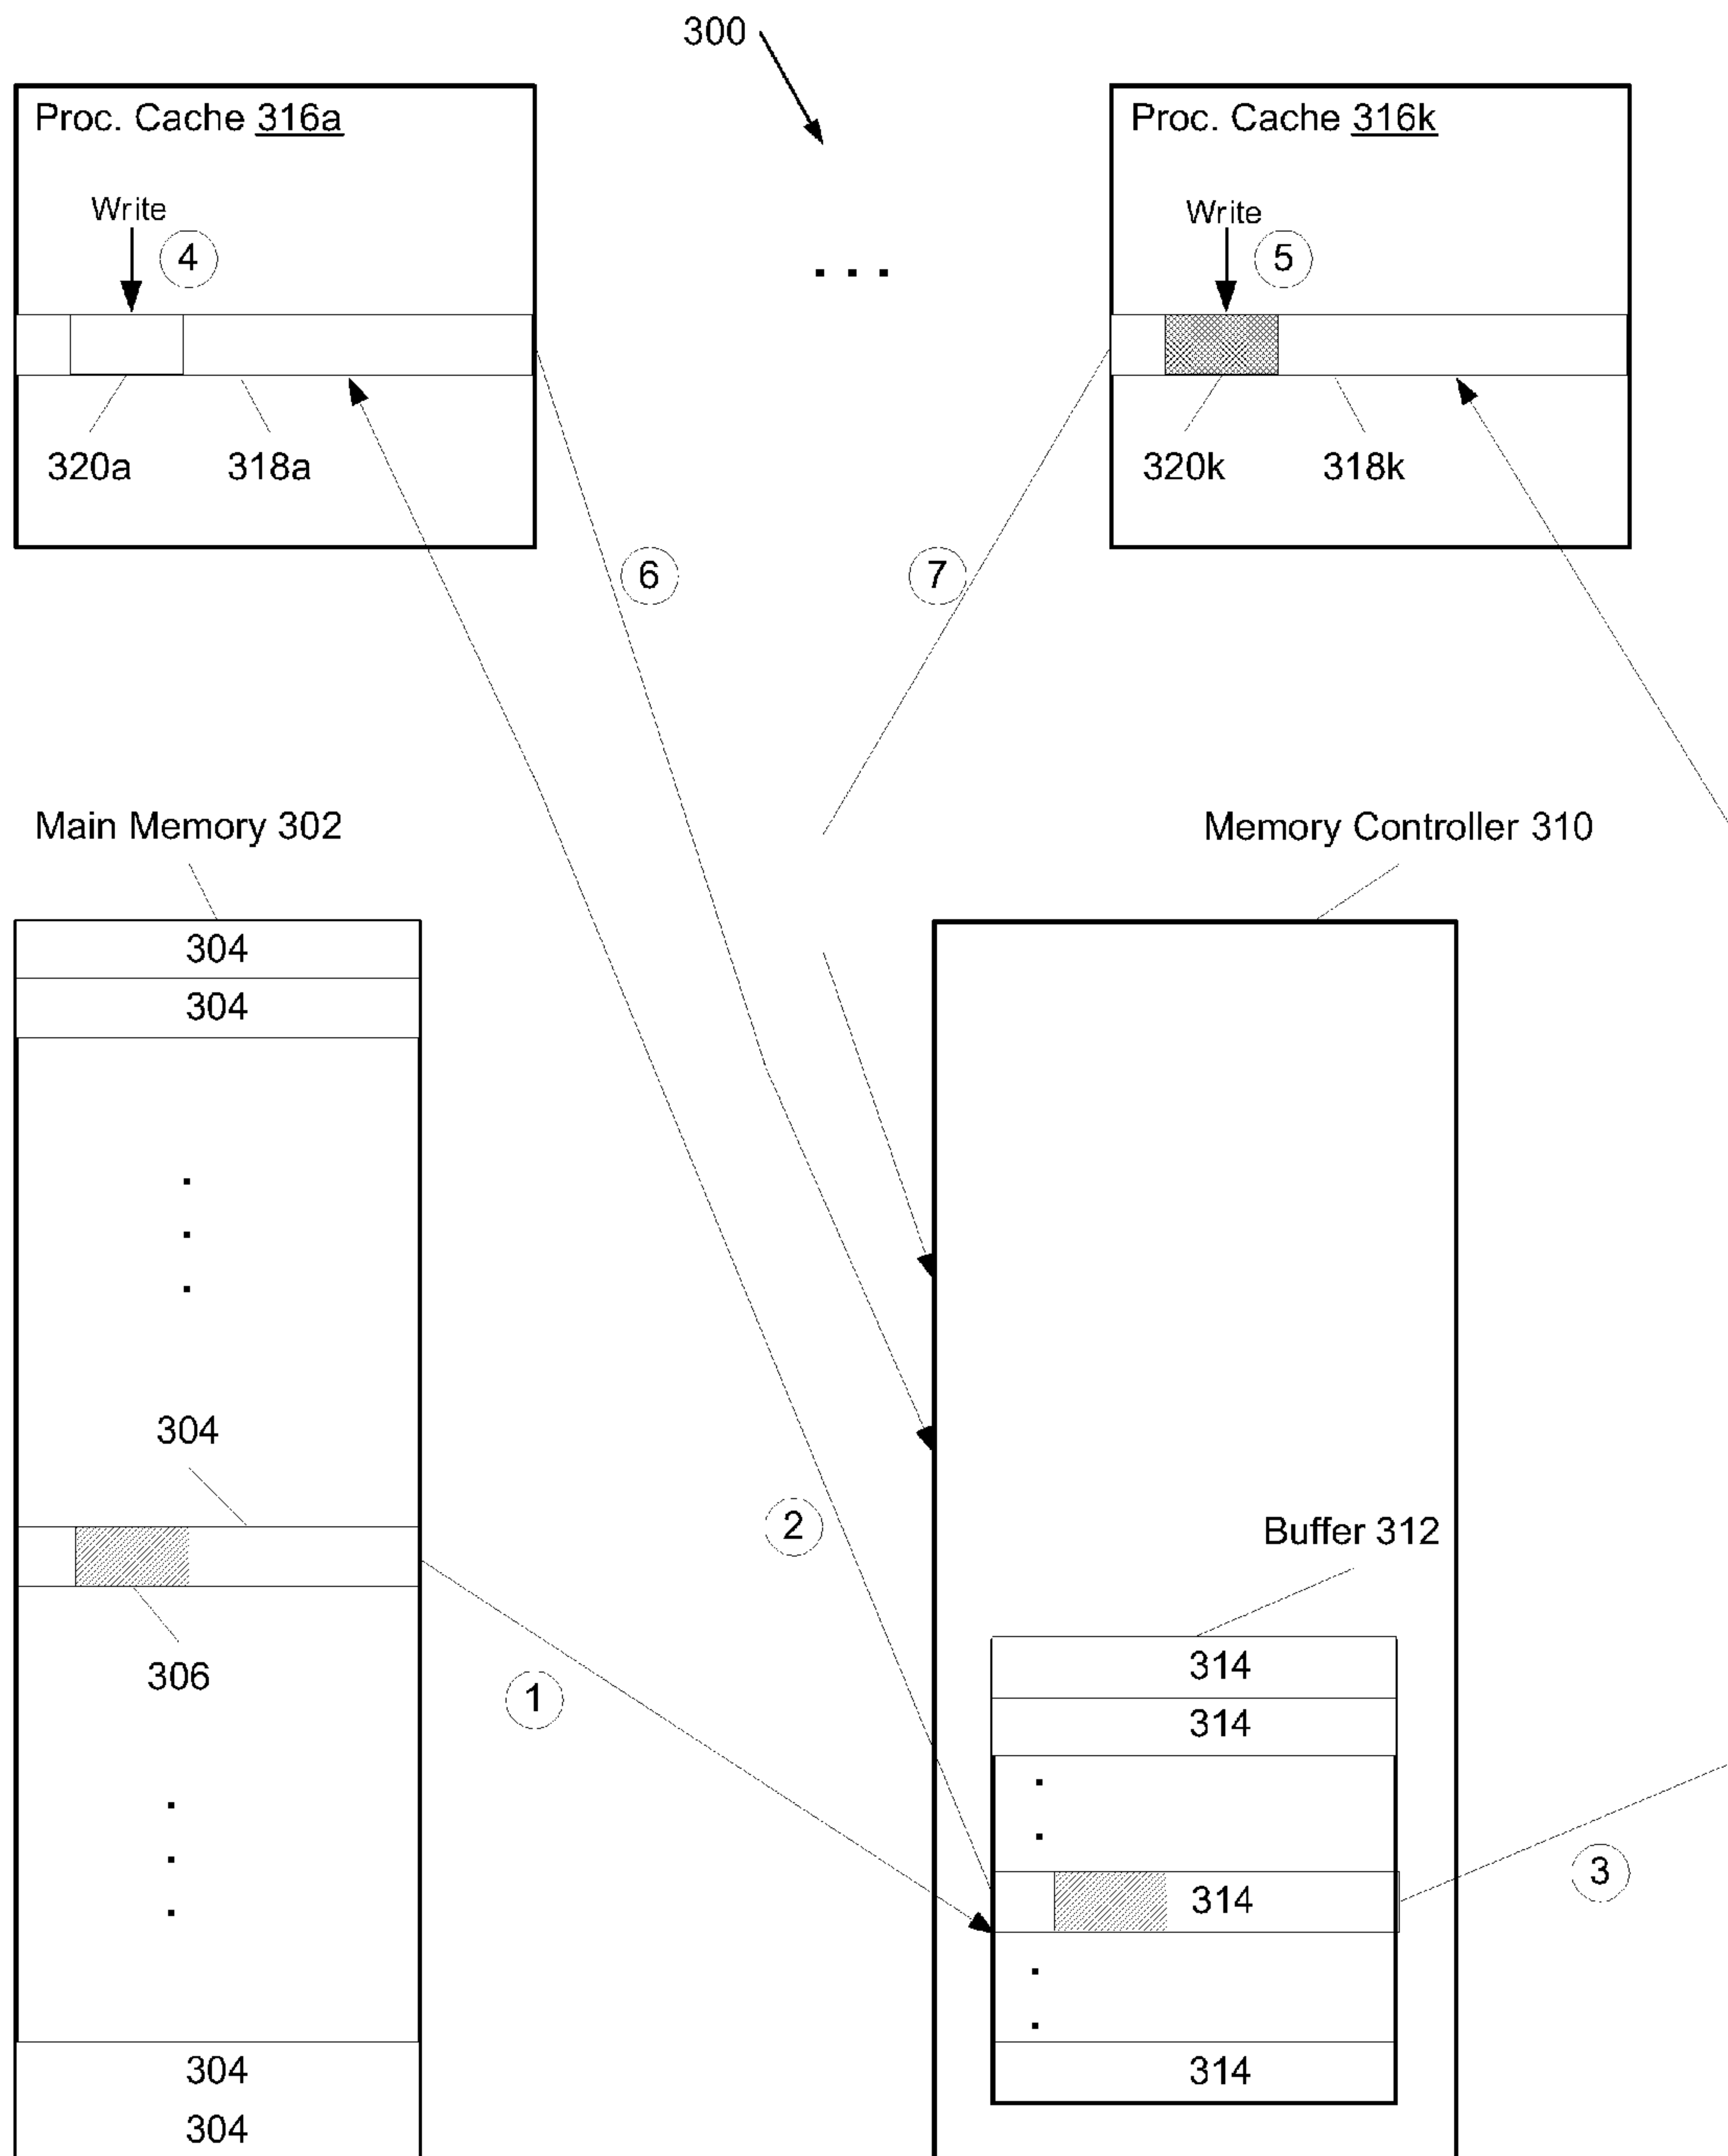 300
Proc. Cache 316a
Proc. Cache 316k
Write
Write
4
5
. . .
320a
318a
320k
318k
6
7
Main Memory 302
Memory Controller 310
304
304
304
2
Buffer 312
306
1
314
314
314
3
304
314
304